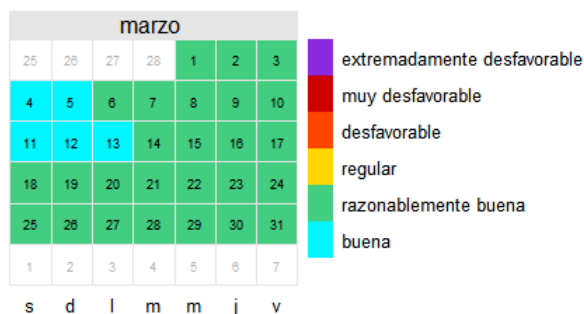 marzo
25 26 27 28 1 2 3
4 5 6 7 8 9 10
11 12 13 14 15 16 17
18 19 20 21 22 23 24
25 26 27 28 29 30 31
1 2 3 4 5 6 7
s d l m m j v
extremadamente desfavorable
muy desfavorable
desfavorable
regular
razonablemente buena
buena